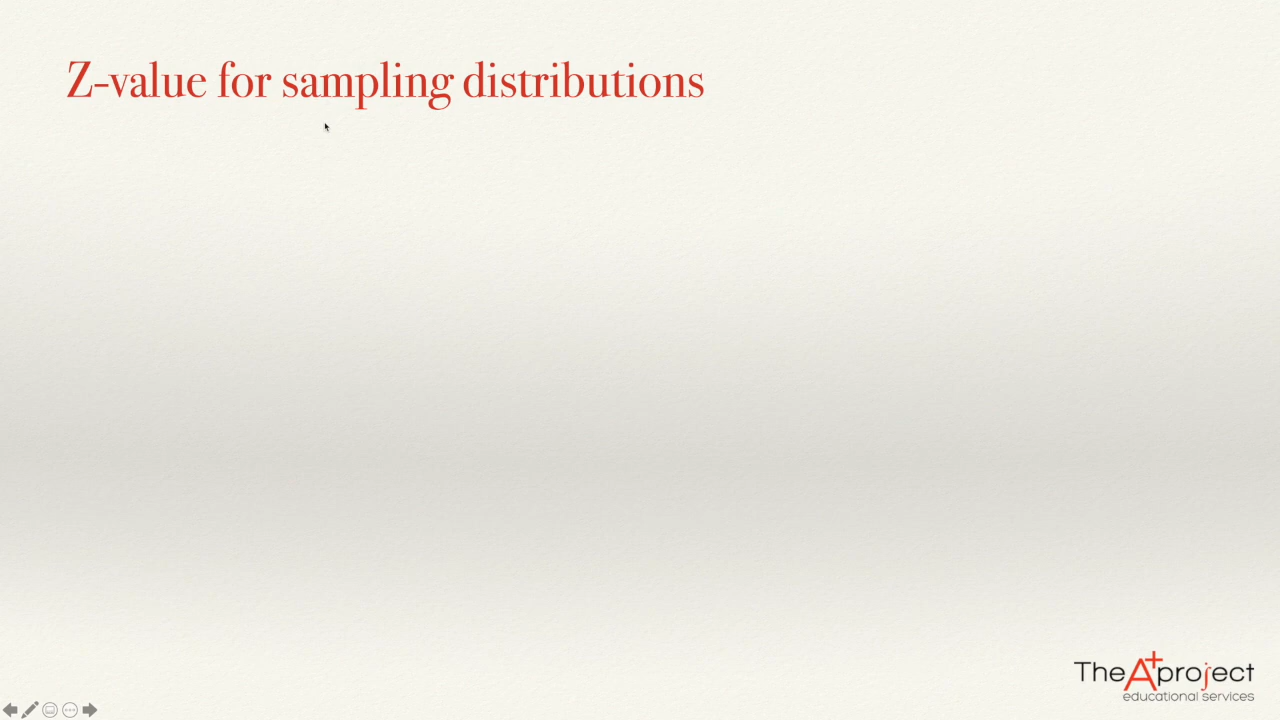 Z-value for sampling distributions
The A+ project
educational services